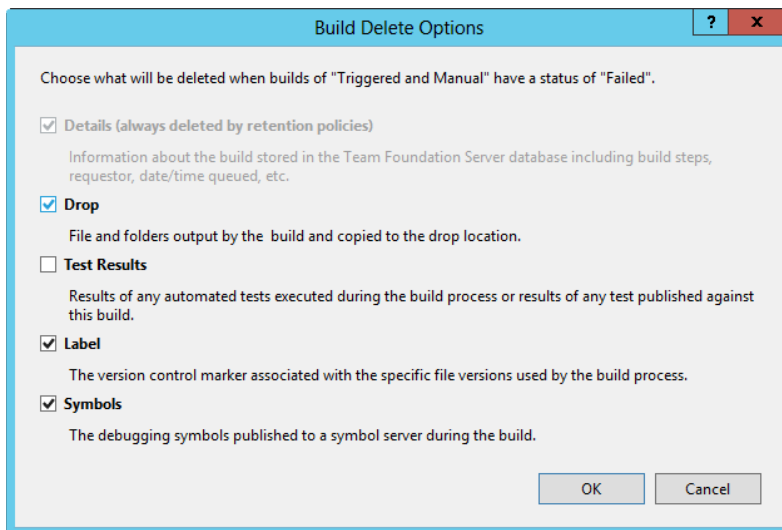 Build Delete Options
?
x
Choose what will be deleted when builds of "Triggered and Manual" have a status of "Failed".
Details (always deleted by retention policies)
Information about the build stored in the Team Foundation Server database including build steps,
requestor, date/time queued, etc.
Drop
File and folders output by the build and copied to the drop location.
Test Results
Results of any automated tests executed during the build process or results of any test published against
this build.
Label
The version control marker associated with the specific file versions used by the build process.
Symbols
The debugging symbols published to a symbol server during the build.
OK
Cancel